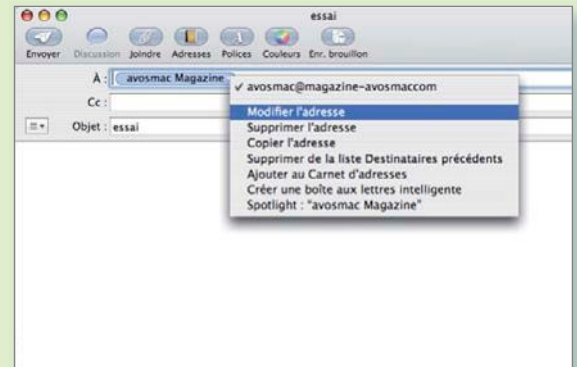 essai
Envoyer Discussion Joindre Adresses Polices Couleurs Enr. brouillon
À : avosmac Magazine
✓ avosmac@magazine-avosmaccom
Cc :
Modifier l'adresse
Objet : essai
Supprimer l'adresse
Copier l'adresse
Supprimer de la liste Destinataires précédents
Ajouter au Carnet d'adresses
Créer une boîte aux lettres intelligente
Spotlight : "avosmac Magazine"